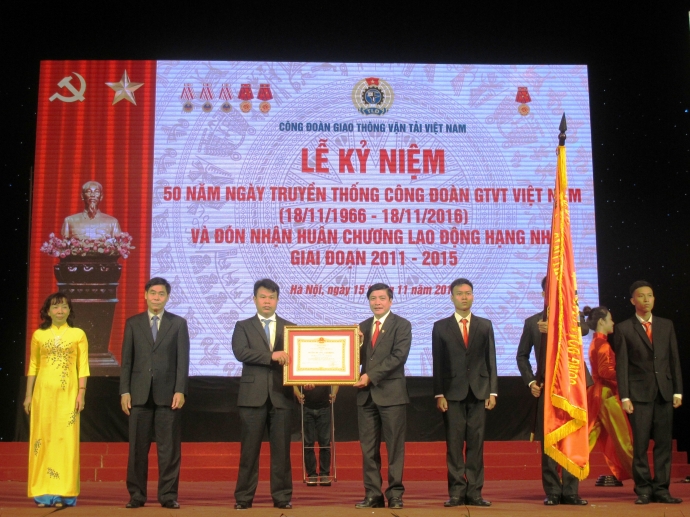 CÔNG ĐOÀN GIAO THÔNG VẬN TẢI VIỆT NAM
LỄ KỶ NIỆM
50 NĂM NGÀY TRUYỀN THỐNG CÔNG ĐOÀN GTVT VIỆT NAM
(18/11/1966 - 18/11/2016)
VÀ ĐÓN NHẬN HUÂN CHƯƠNG LAO ĐỘNG HẠNG NH
GIAI ĐOẠN 2011 - 2015
Hà Nội, ngày 15 11 năm 201